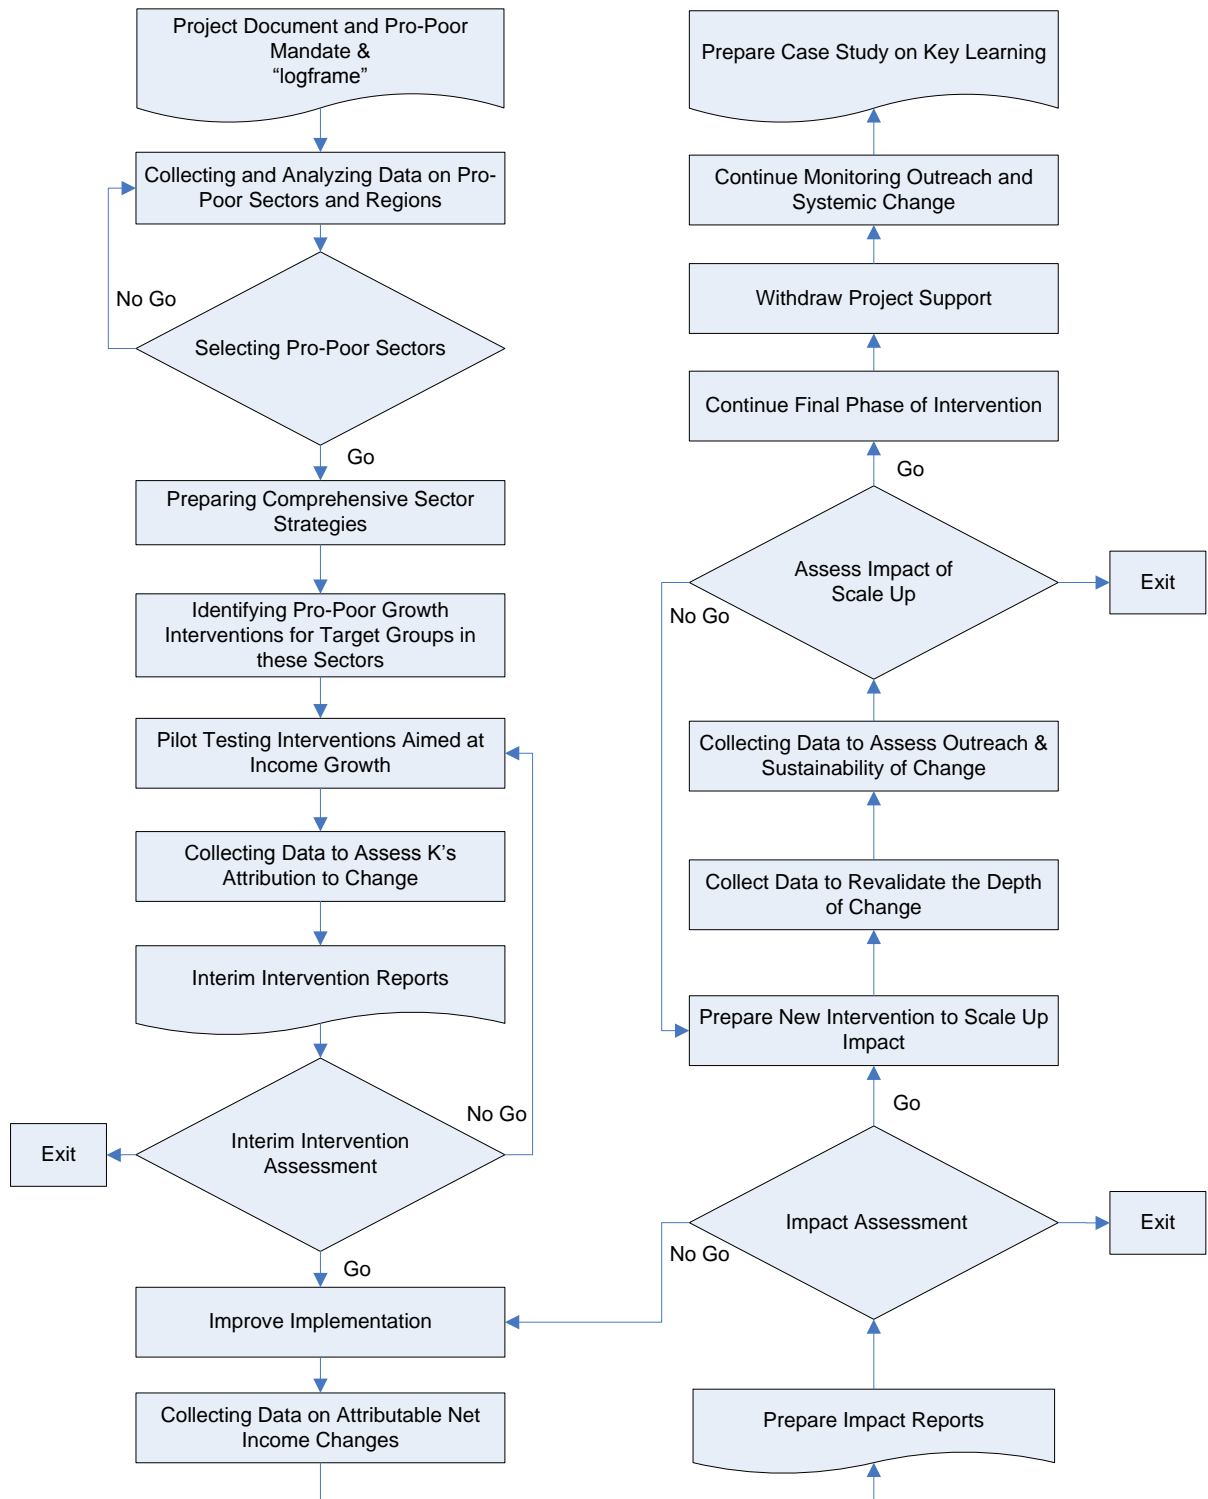 Project Document and Pro-Poor
Mandate &
“logframe”
Collecting and Analyzing Data on Pro-
Poor Sectors and Regions
No Go
Selecting Pro-Poor Sectors
Go
Preparing Comprehensive Sector
Strategies
Identifying Pro-Poor Growth
Interventions for Target Groups in
these Sectors
Pilot Testing Interventions Aimed at
Income Growth
Collecting Data to Assess K’s
Attribution to Change
Interim Intervention Reports
No Go
Exit
Interim Intervention
Assessment
Go
Improve Implementation
Collecting Data on Attributable Net
Income Changes
Prepare Case Study on Key Learning
Continue Monitoring Outreach and
Systemic Change
Withdraw Project Support
Continue Final Phase of Intervention
Go
Assess Impact of
Scale Up
Exit
No Go
Collecting Data to Assess Outreach &
Sustainability of Change
Collect Data to Revalidate the Depth
of Change
Prepare New Intervention to Scale Up
Impact
Go
Impact Assessment
Exit
No Go
Prepare Impact Reports